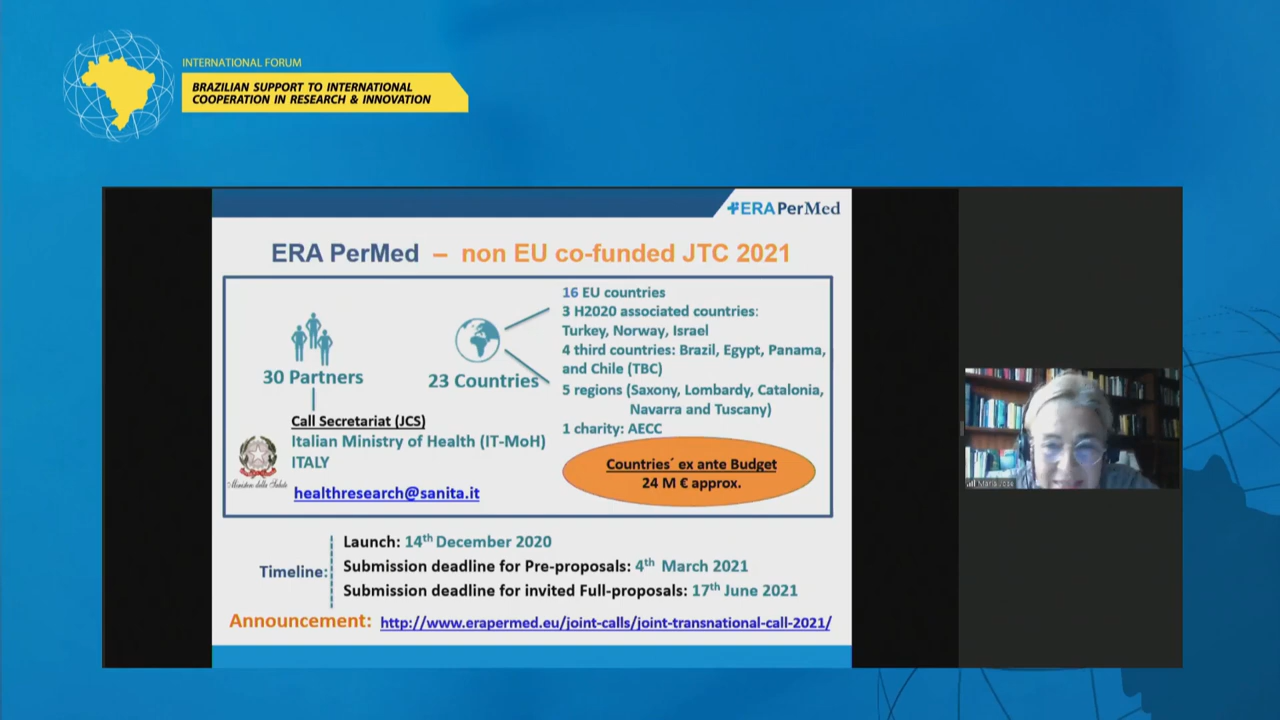 INTERNATIONAL FORUM
BRAZILIAN SUPPORT TO INTERNATIONAL
COOPERATION IN RESEARCH & INNOVATION
ERA PerMed
ERA PerMed – non EU co-funded JTC 2021
30 Partners
Call Secretariat (JCS)
Italian Ministry of Health (IT-MoH)
ITALY
Ministero della Salute
healthresearch@sanita.it
23 Countries
16 EU countries
3 H2020 associated countries:
Turkey, Norway, Israel
4 third countries: Brazil, Egypt, Panama,
and Chile (TBC)
5 regions (Saxony, Lombardy, Catalonia,
Navarra and Tuscany)
1 charity: AECC
Countries´ ex ante Budget
24 M € approx.
Timeline:
Launch: 14th December 2020
Submission deadline for Pre-proposals: 4th March 2021
Submission deadline for invited Full-proposals: 17th June 2021
Announcement: http://www.erapermed.eu/joint-calls/joint-transnational-call-2021/